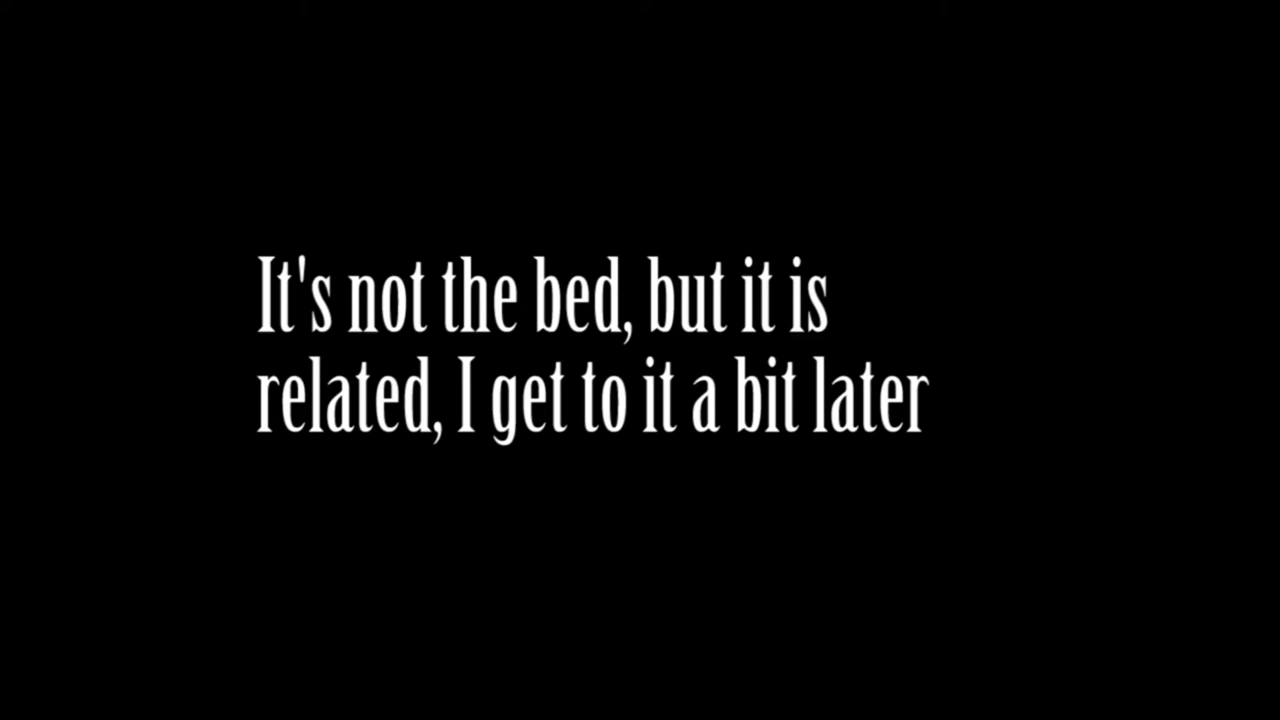 It's not the bed, but it is
related, I get to it a bit later